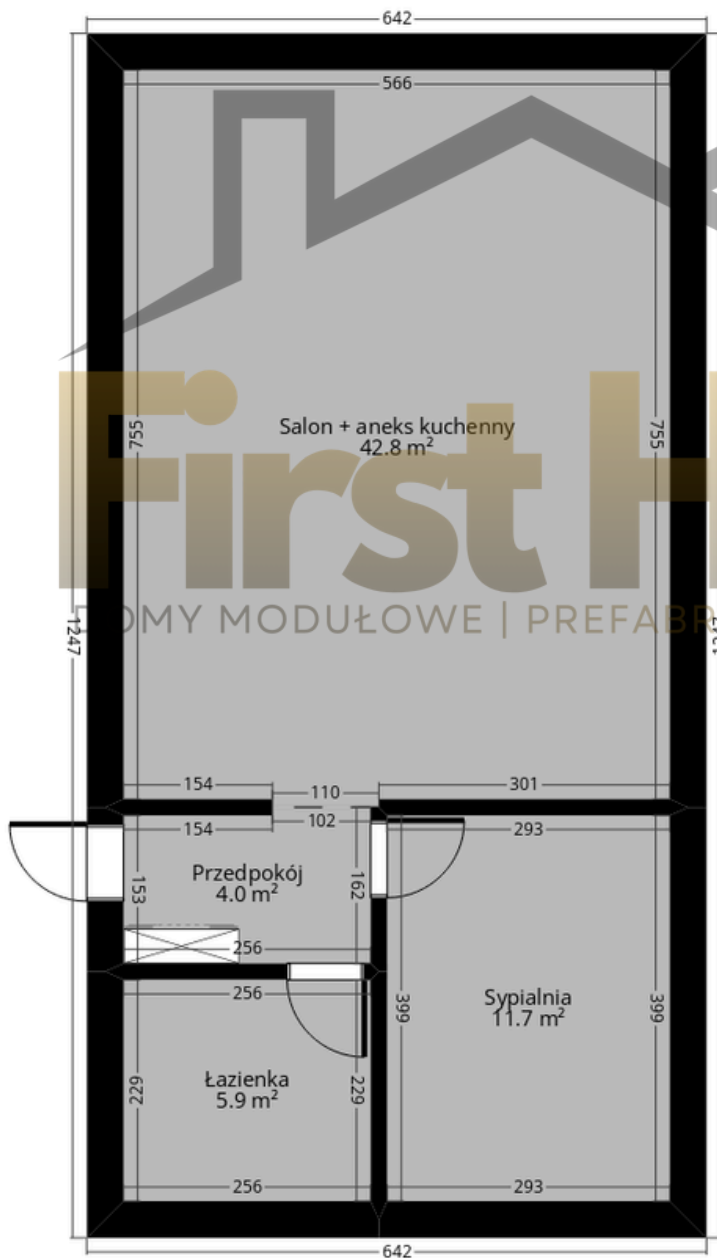 642
566
755
Salon + aneks kuchenny
42.8 m²
755
First H
DOMY MODUŁOWE | PREFABR
1247
154
110
301
154
102
293
Przedpokój
4.0 m²
153
162
256
256
Sypialnia
11.7 m²
399
399
Łazienka
5.9 m²
229
229
256
293
642